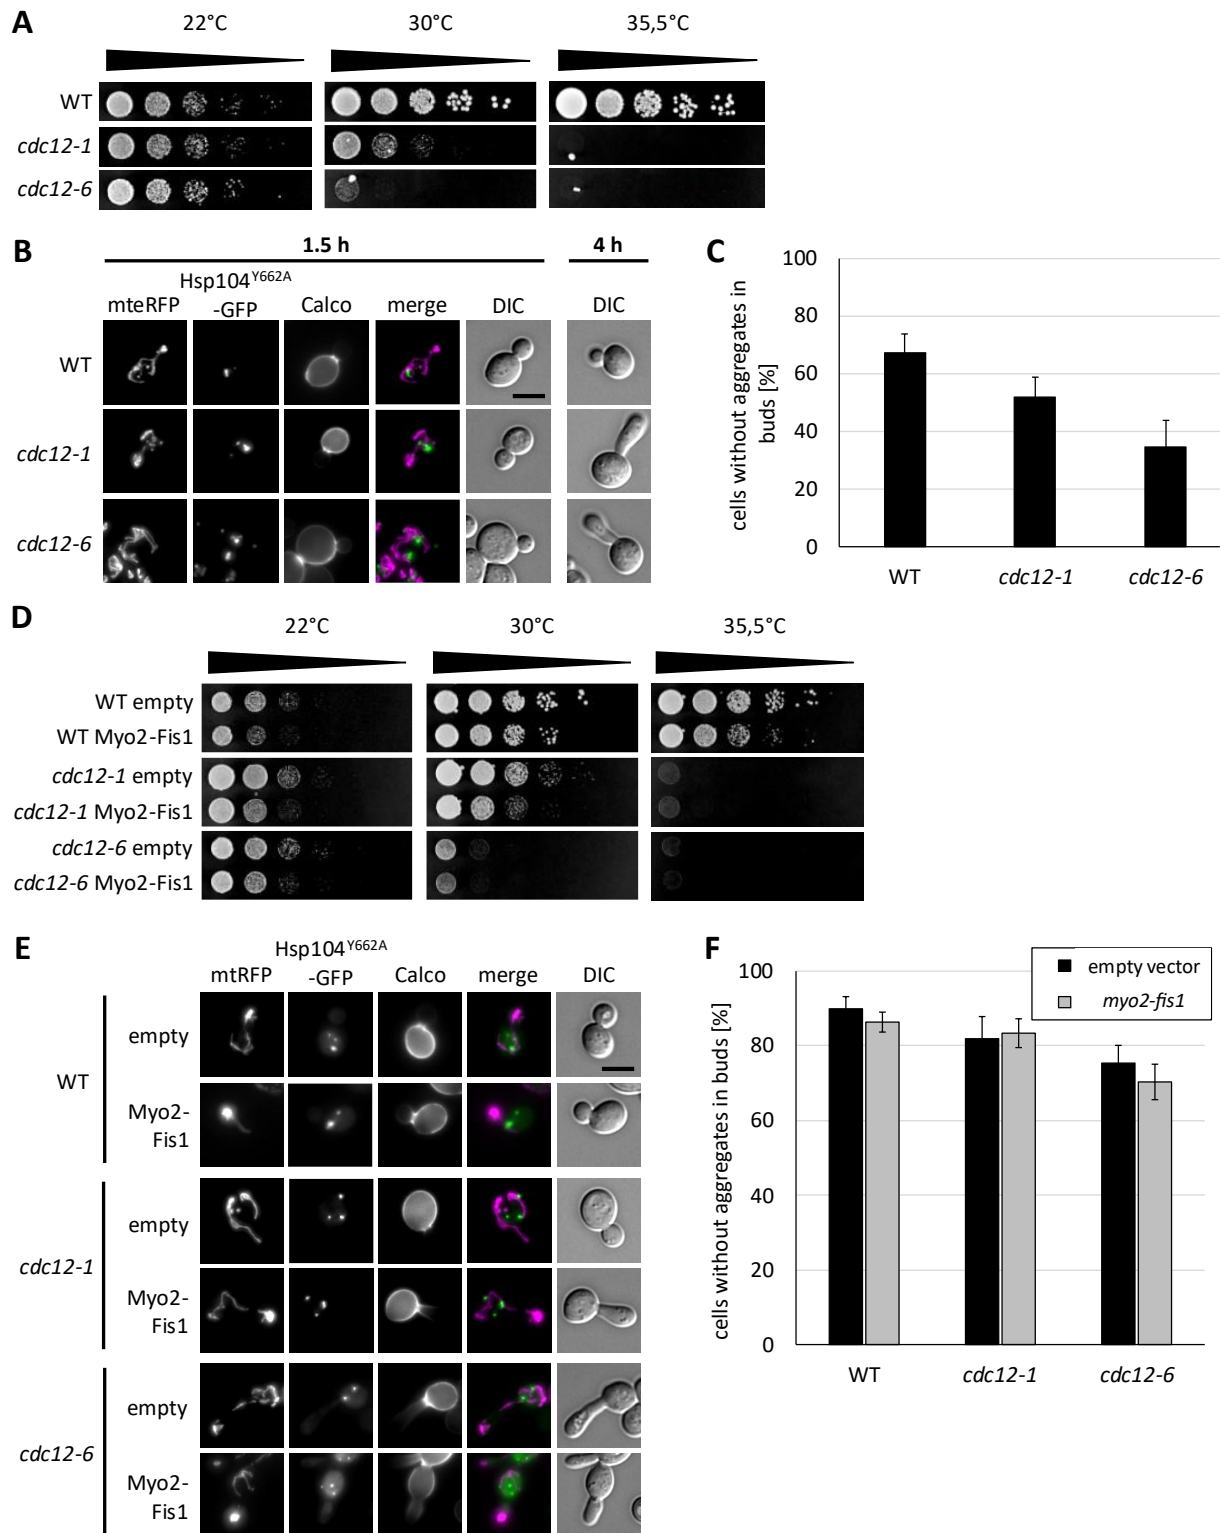 A
22°C 30°C 35,5°C
WT
cdc12-1
cdc12-6
B
1.5 h 4 h
Hsp104Y662A
mteRFP -GFP Calco merge DIC DIC
WT
cdc12-1
cdc12-6
C
cells without aggregates in
buds [%]
100
80
60
40
20
0
WT cdc12-1 cdc12-6
D
22°C 30°C 35,5°C
WT empty
WT Myo2-Fis1
cdc12-1 empty
cdc12-1 Myo2-Fis1
cdc12-6 empty
cdc12-6 Myo2-Fis1
E
Hsp104Y662A
mtRFP -GFP Calco merge DIC
WT
empty
Myo2-
Fis1
cdc12-1
empty
Myo2-
Fis1
cdc12-6
empty
Myo2-
Fis1
F
empty vector
myo2-fis1
cells without aggregates in buds [%]
100
80
60
40
20
0
WT cdc12-1 cdc12-6